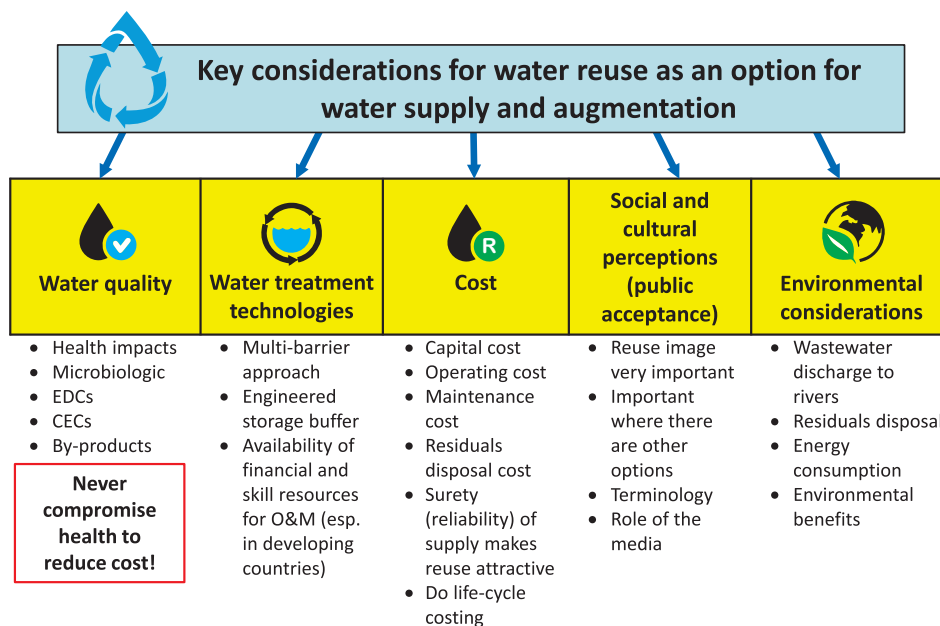 Key considerations for water reuse as an option for
water supply and augmentation
Water quality
• Health impacts
• Microbiologic
• EDCs
• CECs
• By-products
Never
compromise
health to
reduce cost!
Water treatment
technologies
• Multi-barrier
approach
• Engineered
storage buffer
• Availability of
financial and
skill resources
for O&M (esp.
in developing
countries)
R
Cost
• Capital cost
• Operating cost
• Maintenance
cost
• Residuals
disposal cost
• Surety
(reliability) of
supply makes
reuse attractive
• Do life-cycle
costing
Social and
cultural
perceptions
(public
acceptance)
• Reuse image
very important
• Important
where there
are other
options
• Terminology
• Role of the
media
Environmental
considerations
• Wastewater
discharge to
rivers
• Residuals disposal
• Energy
consumption
• Environmental
benefits